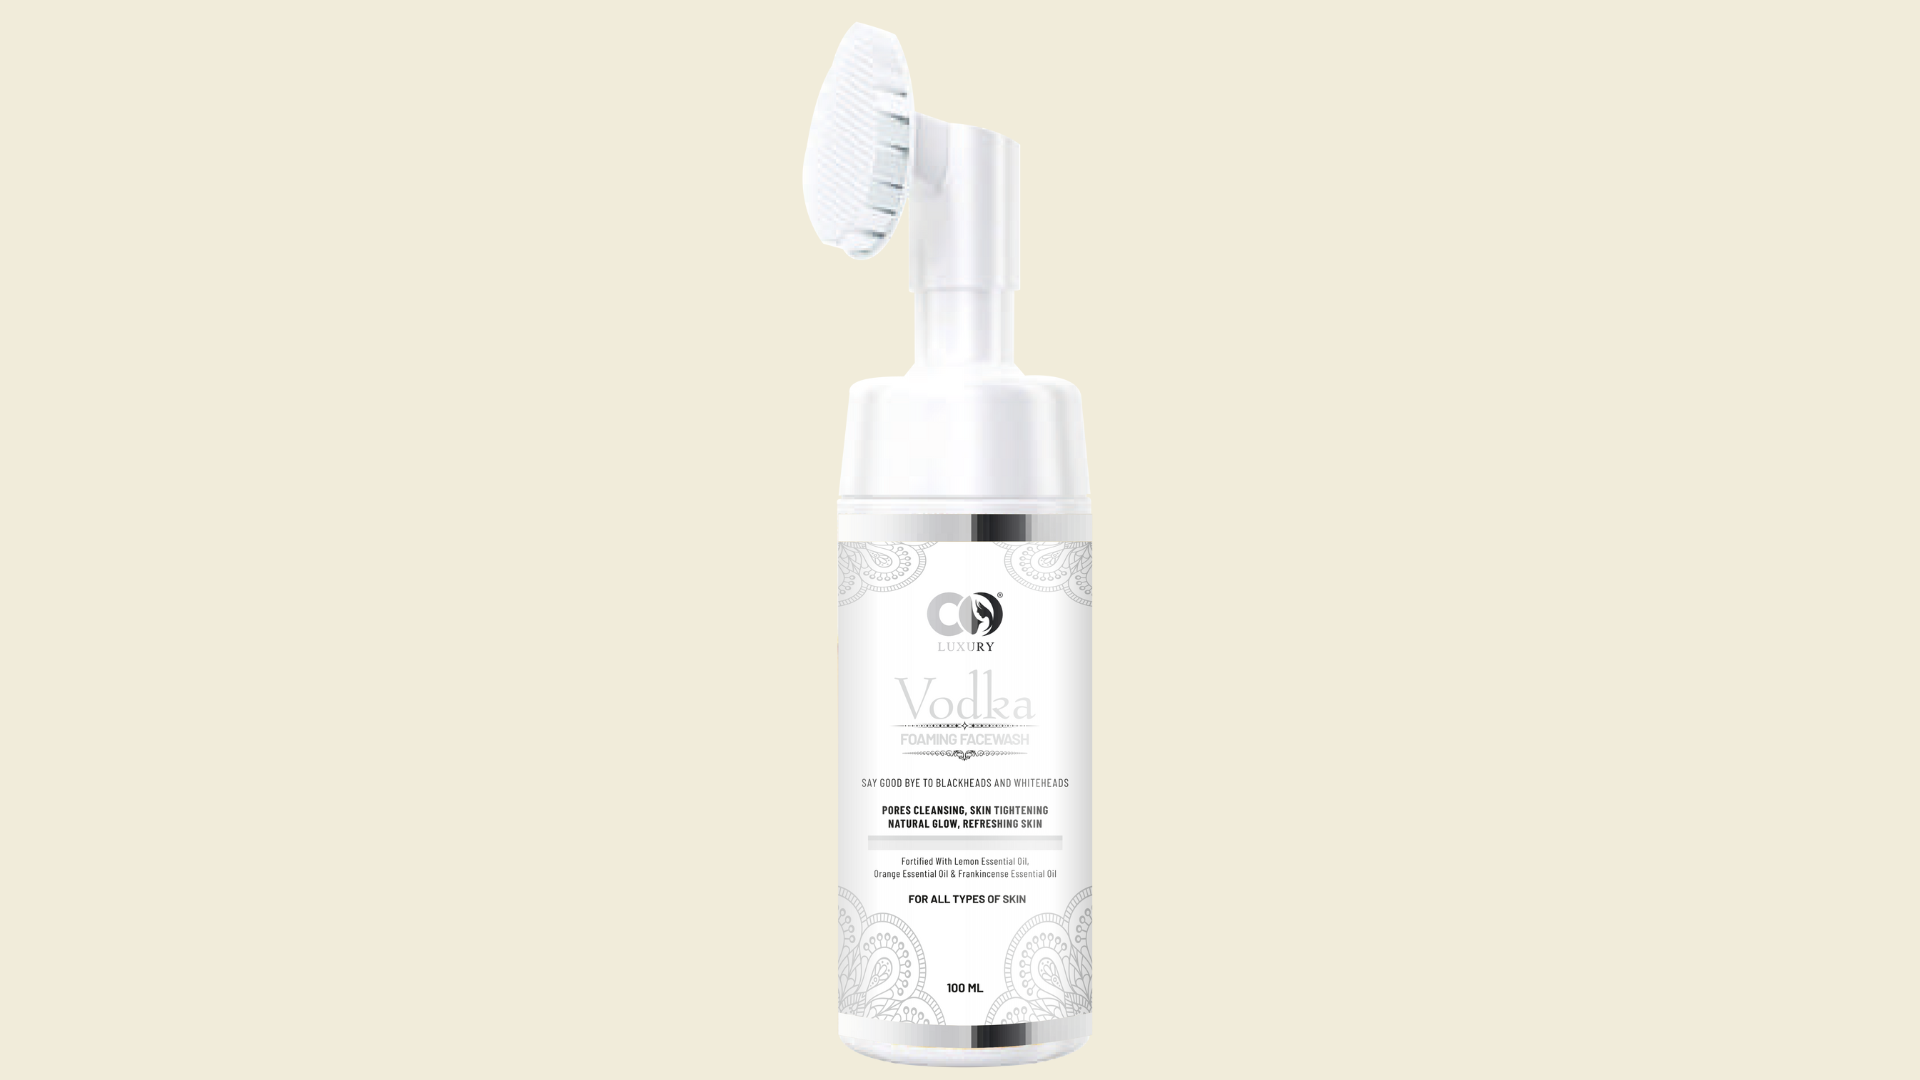 CO®
LUXURY
Vodka
FOAMING FACEWASH
SAY GOOD BYE TO BLACKHEADS AND WHITEHEADS
PORES CLEANSING, SKIN TIGHTENING
NATURAL GLOW, REFRESHING SKIN
Fortified With Lemon Essential Oil,
Orange Essential Oil & Frankincense Essential Oil
FOR ALL TYPES OF SKIN
100 ML